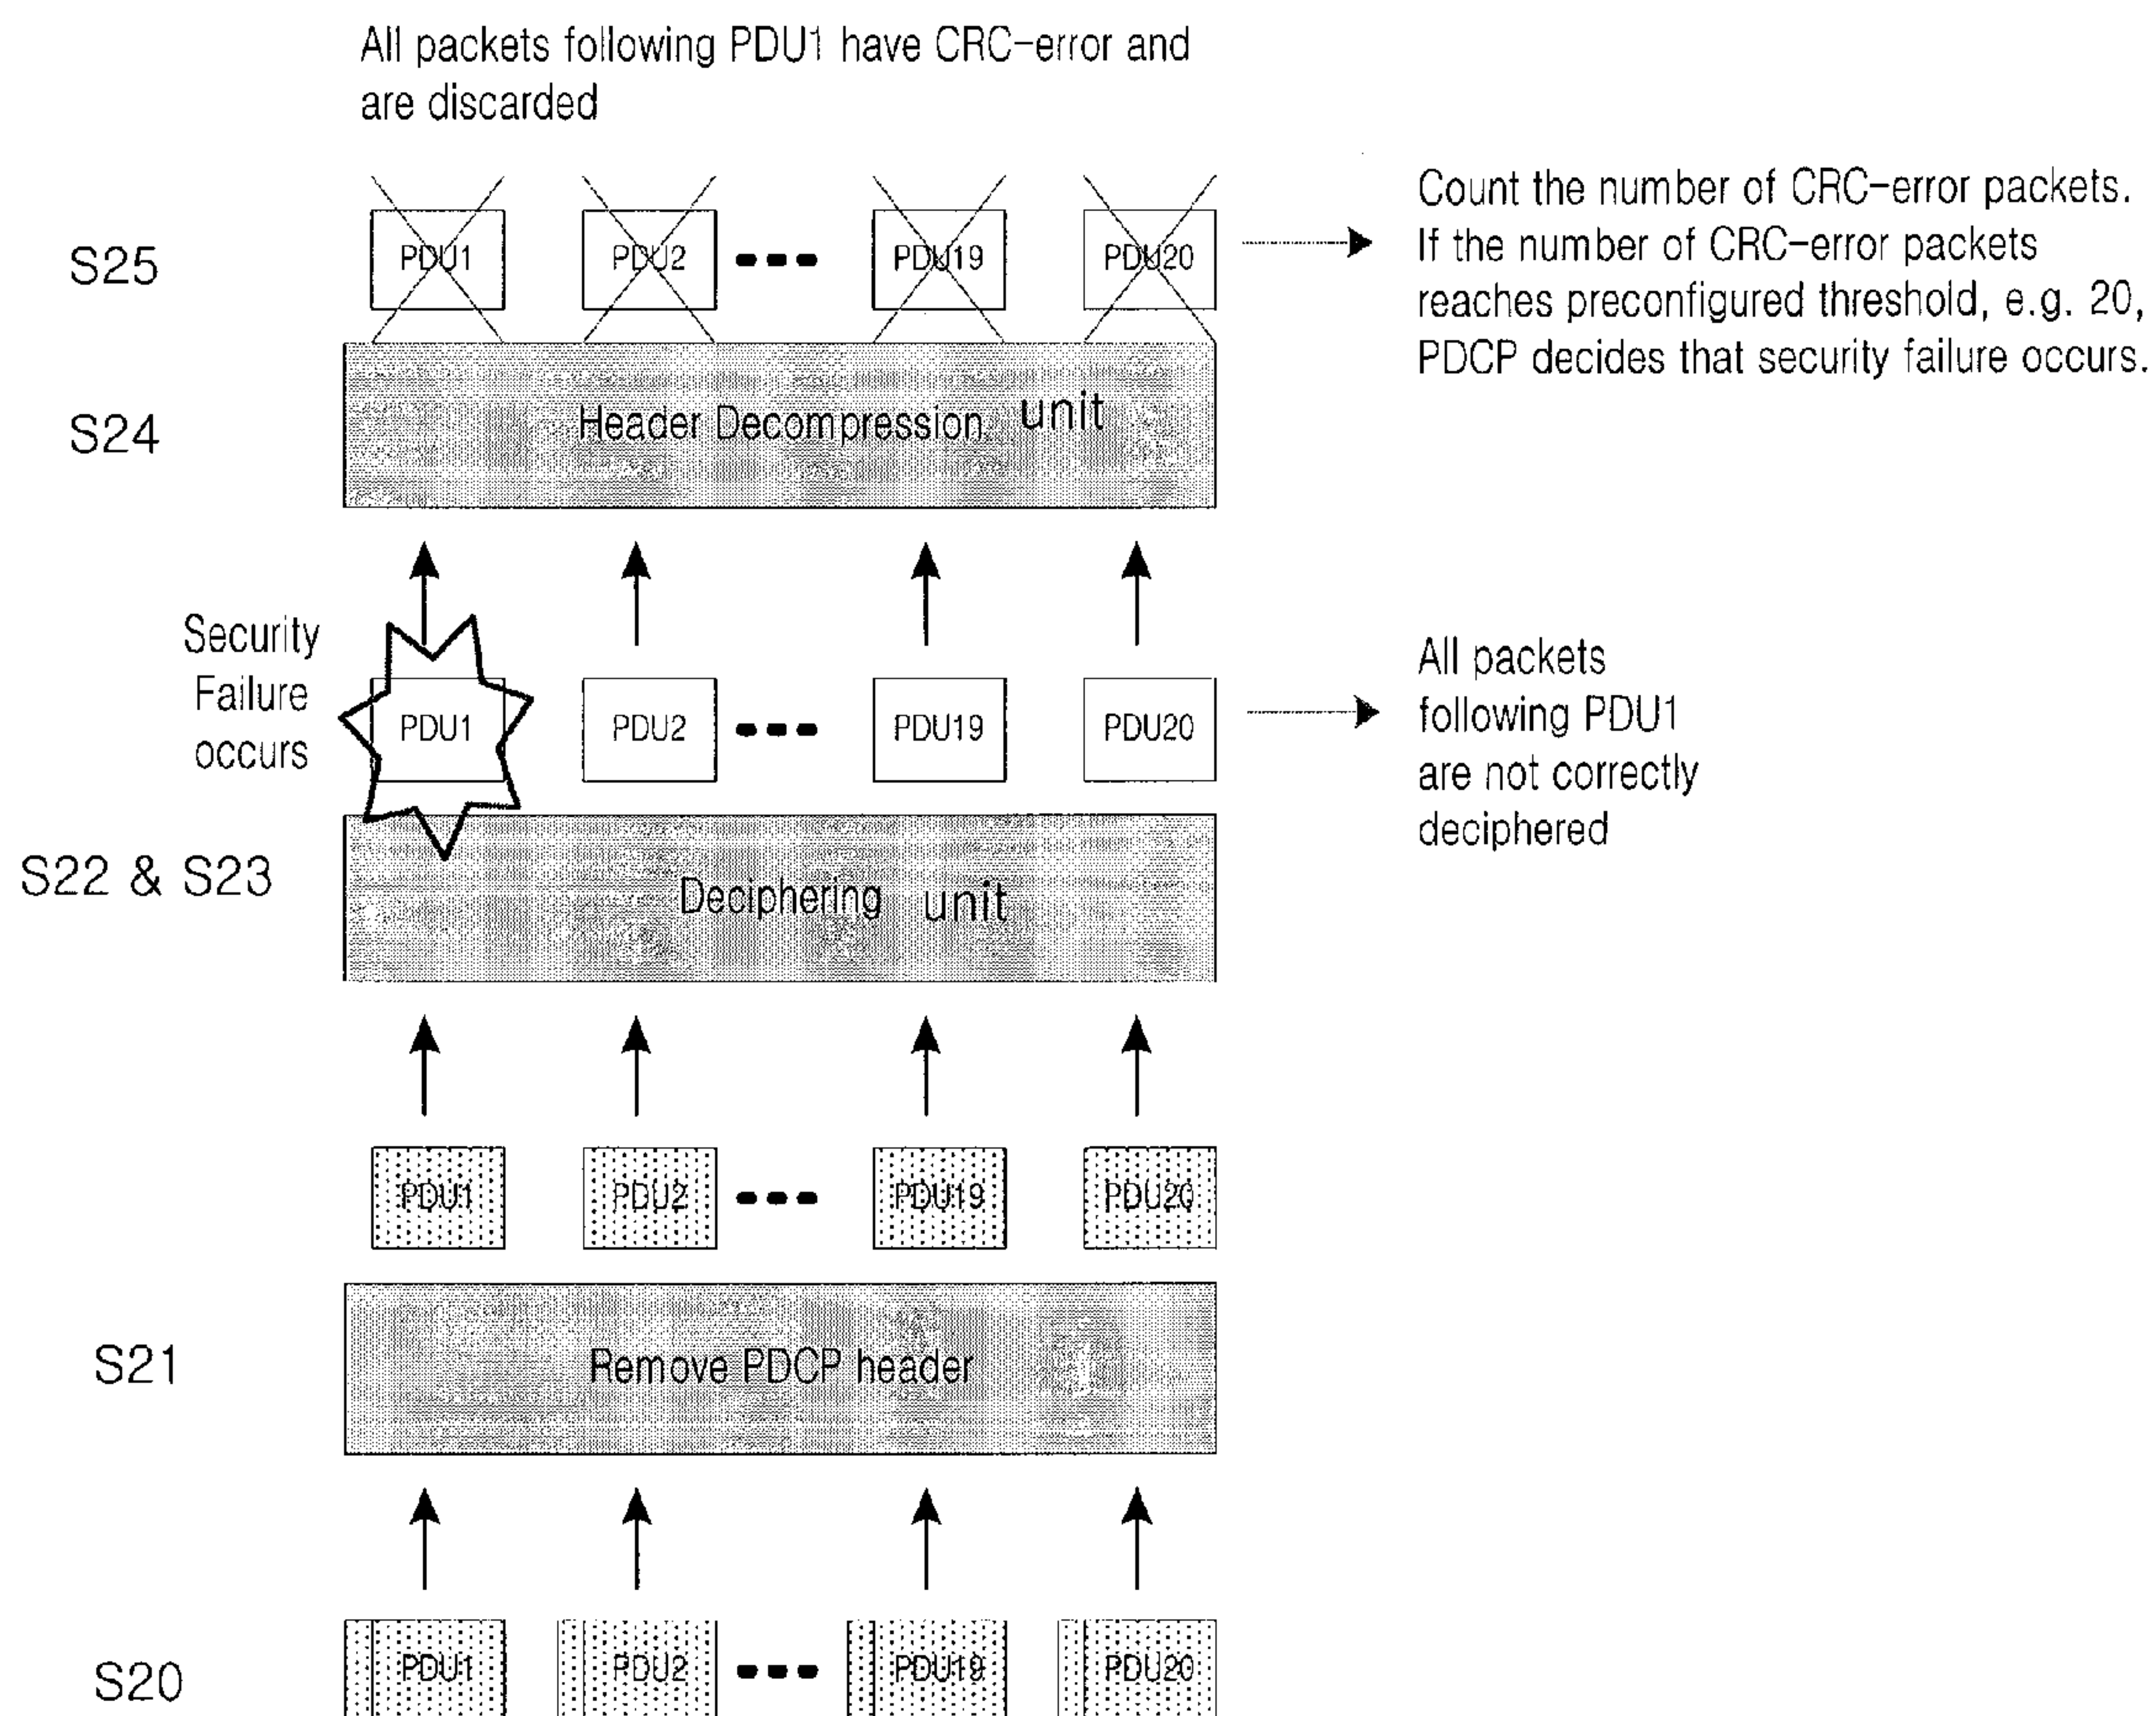 All packets following PDU1 have CRC-error and
are discarded
S25
PDU1
PDU2
PDU19
PDU20
Count the number of CRC-error packets.
If the number of CRC-error packets
reaches preconfigured threshold, e.g. 20,
PDCP decides that security failure occurs.
S24
Header Decompression unit
Security
Failure
occurs
PDU1
PDU2
PDU19
PDU20
All packets
following PDU1
are not correctly
deciphered
S22 & S23
Deciphering unit
PDU1
PDU2
PDU19
PDU20
S21
Remove PDCP header
S20
PDU1
PDU2
PDU19
PDU20